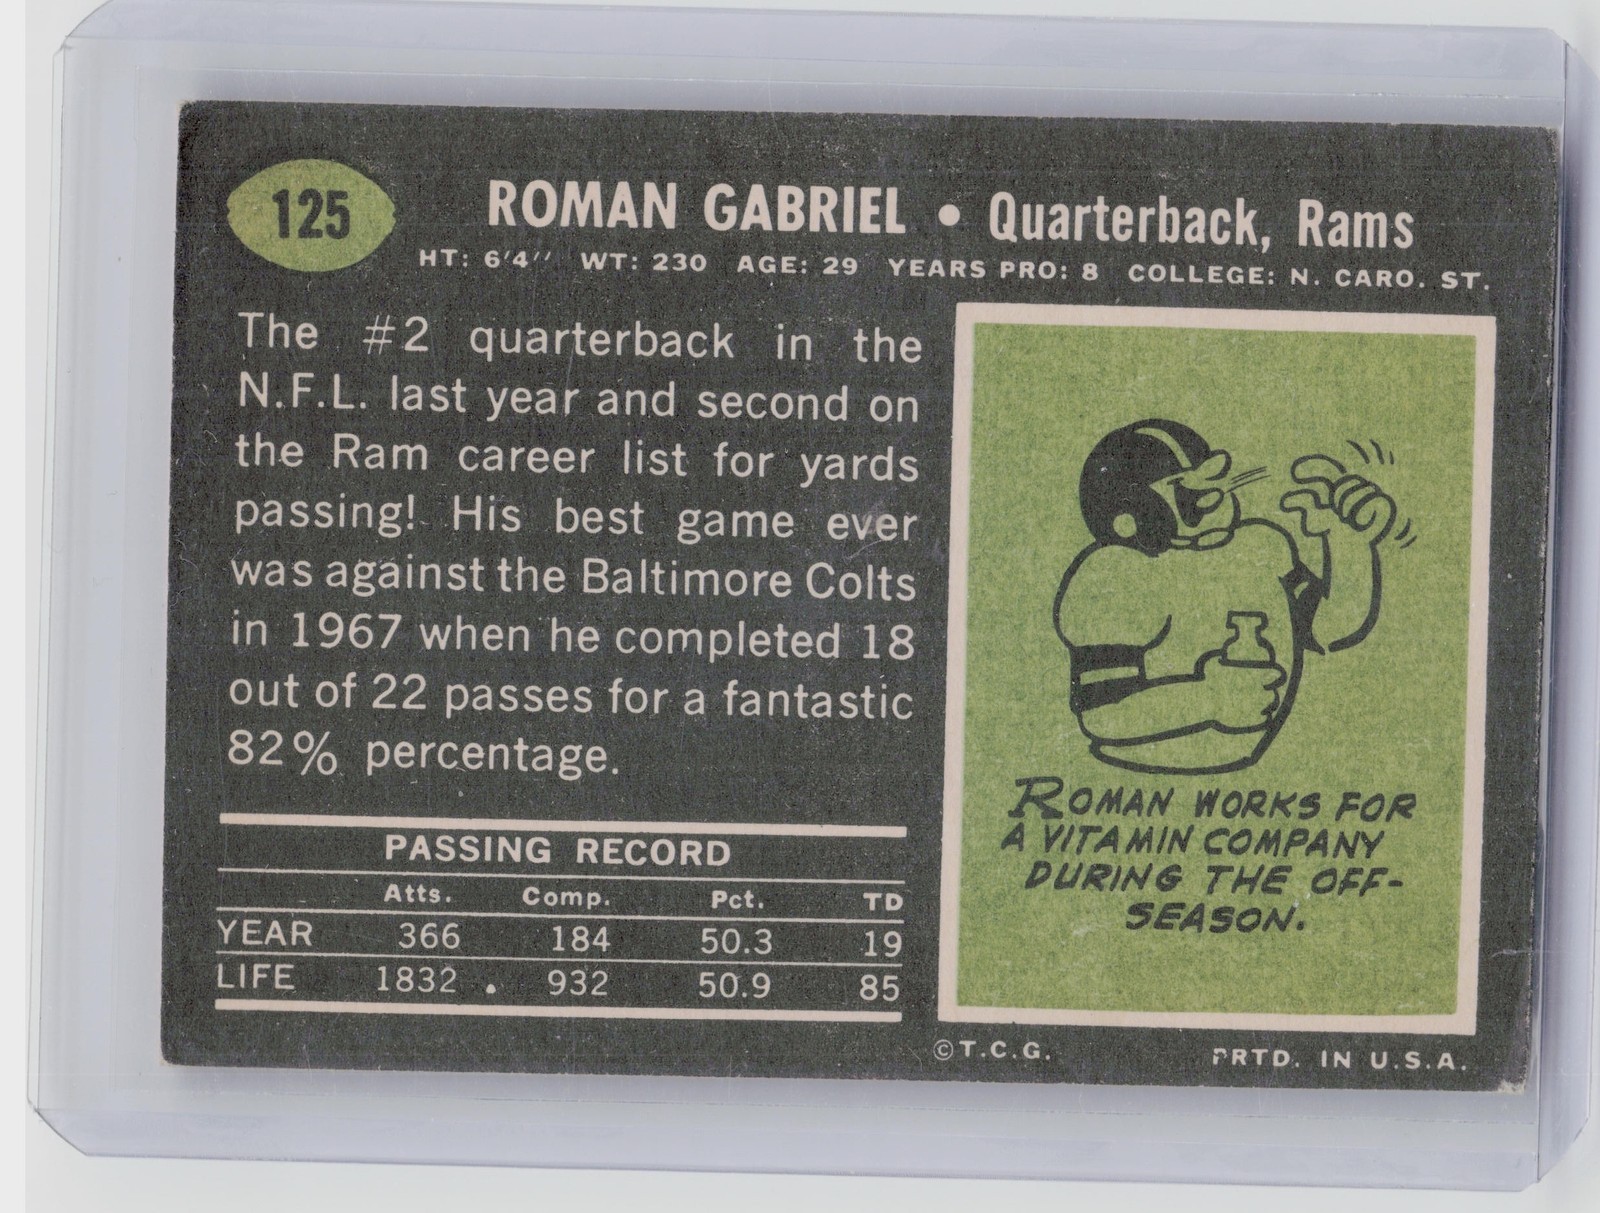 125
ROMAN GABRIEL • Quarterback, Rams
HT: 6'4" WT: 230 AGE: 29 YEARS PRO: 8 COLLEGE: N. CARO. ST.
The #2 quarterback in the
N.F.L. last year and second on
the Ram career list for yards
passing! His best game ever
was against the Baltimore Colts
in 1967 when he completed 18
out of 22 passes for a fantastic
82% percentage.
PASSING RECORD
Atts. Comp. Pct. TD
YEAR 366 184 50.3 19
LIFE 1832 932 50.9 85
ROMAN WORKS FOR
A VITAMIN COMPANY
DURING THE OFF-
SEASON.
©T.C.G. PRTD. IN U.S.A.